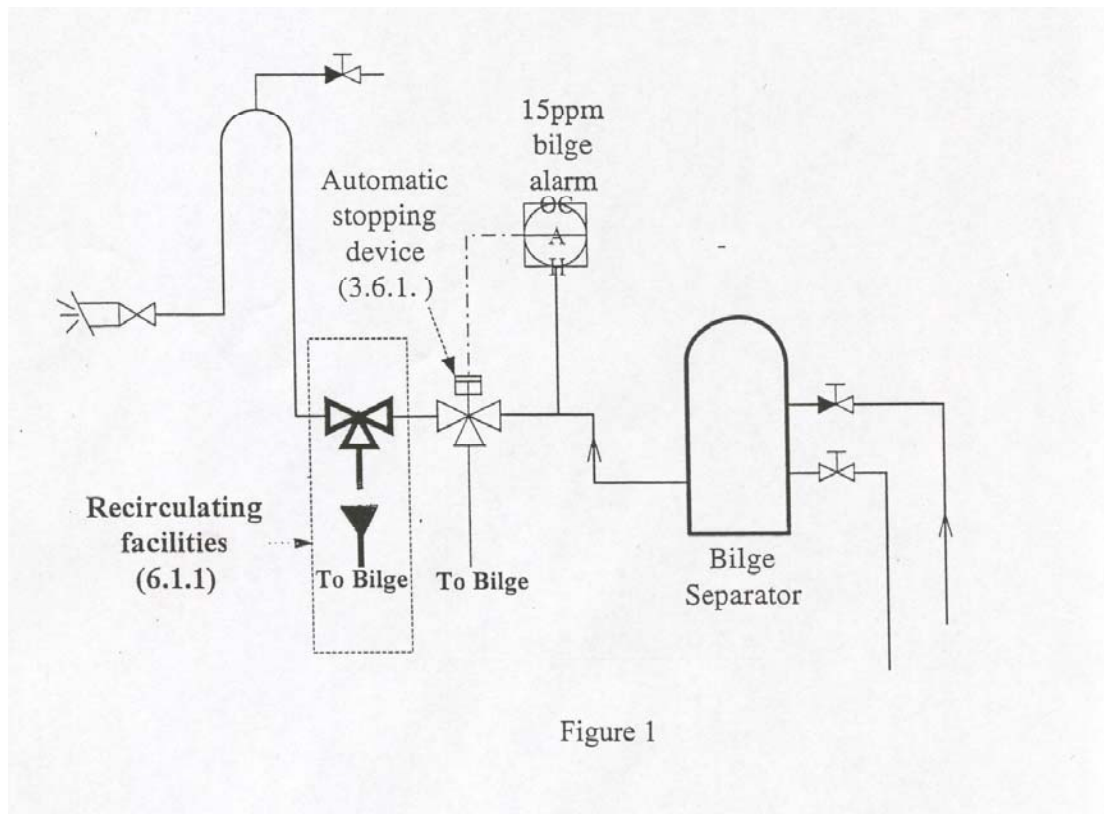 15ppm
bilge
alarm
OC
A
H
Automatic
stopping
device
(3.6.1. )
Recirculating
facilities
(6.1.1)
To Bilge
To Bilge
Bilge
Separator
Figure 1